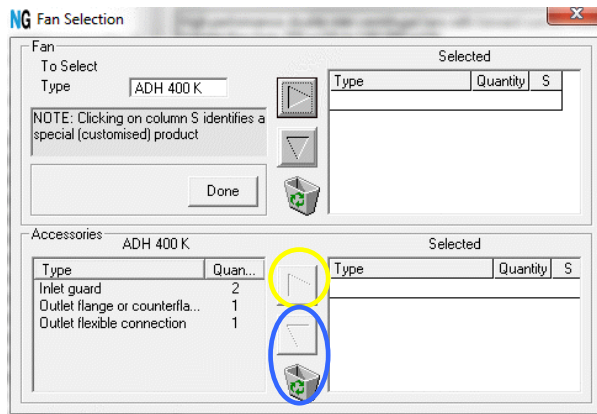 NG Fan Selection
X
Fan
To Select
Type
ADH 400 K
NOTE: Clicking on column S identifies a
special (customised) product
Done
Selected
Type Quantity S
Accessories
ADH 400 K
Type Quan...
Inlet guard 2
Outlet flange or counterfla... 1
Outlet flexible connection 1
Selected
Type Quantity S